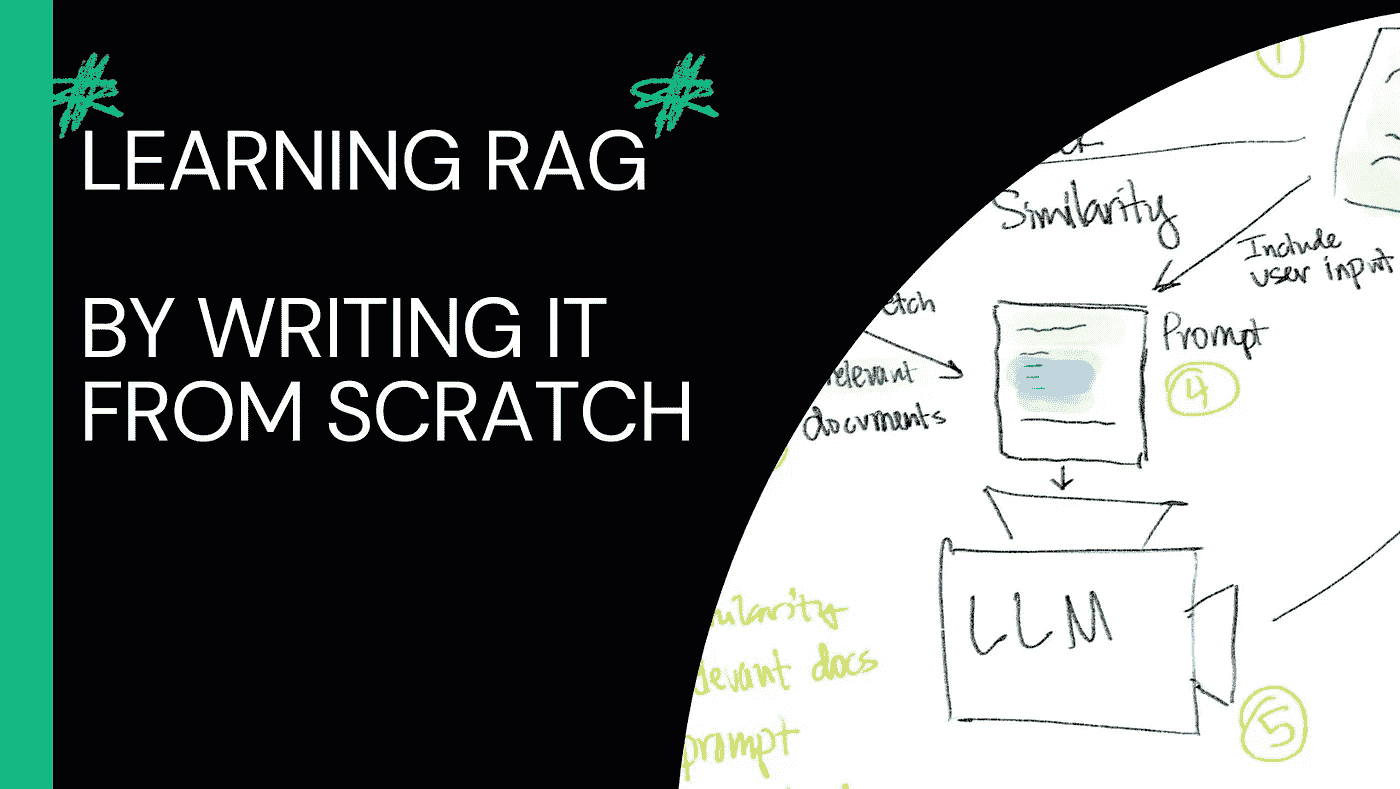 LEARNING RAG
BY WRITING IT
FROM SCRATCH
1
Similarity
Include
user input
Prompt
4
relevant
documents
LLM
docs
prompt
5